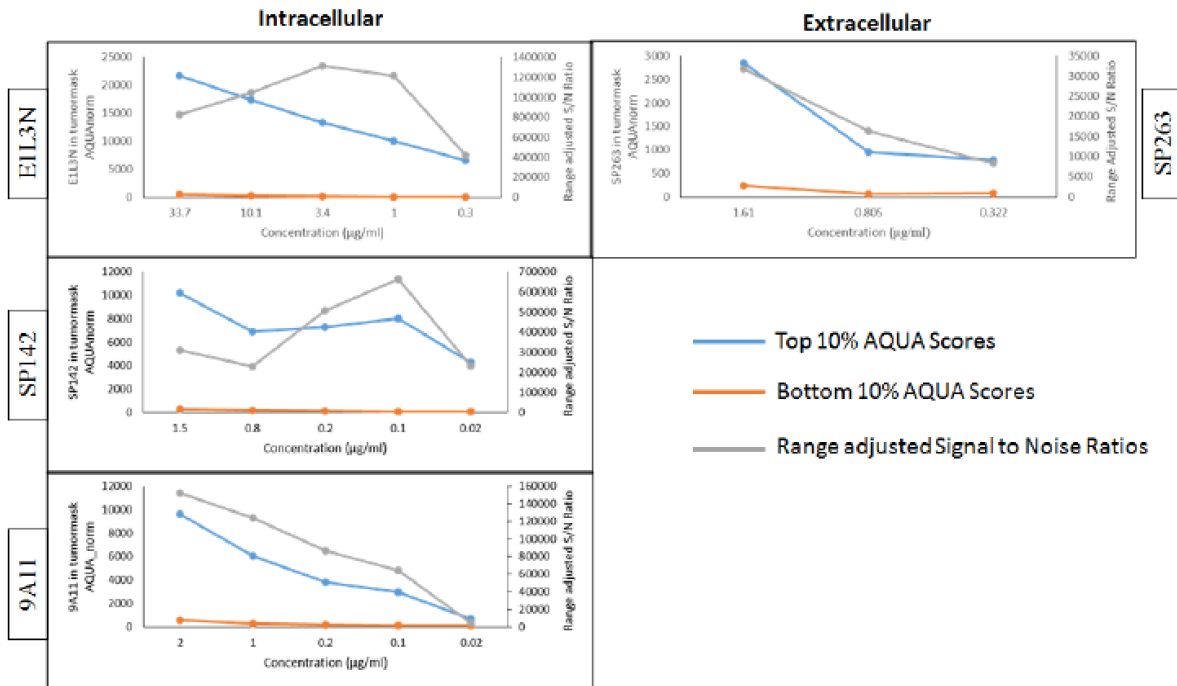 Intracellular
Extracellular
E1L3N
E1L3N in tumormask
AQUAnorm
25000
20000
15000
10000
5000
0
1400000
1200000
1000000
800000
600000
400000
200000
0
Range adjusted S/N Ratio
33.7 10.1 3.4 1 0.3
Concentration (µg/ml)
SP263 in tumormask
AQUAnorm
3000
2500
2000
1500
1000
500
0
35000
30000
25000
20000
15000
10000
5000
0
Range Adjusted S/N Ratio
1.61 0.805 0.322
Concentration (µg/ml)
SP263
SP142
SP142 in tumormask
AQUAnorm
12000
10000
8000
6000
4000
2000
0
700000
600000
500000
400000
300000
200000
100000
0
Range adjusted S/N Ratio
1.5 0.8 0.2 0.1 0.02
Concentration (µg/ml)
Top 10% AQUA Scores
Bottom 10% AQUA Scores
Range adjusted Signal to Noise Ratios
9A11
9A11 in tumormask
AQUA_norm
12000
10000
8000
6000
4000
2000
0
160000
140000
120000
100000
80000
60000
40000
20000
0
Range adjusted S/N Ratio
2 1 0.2 0.1 0.02
Concentration (µg/ml)